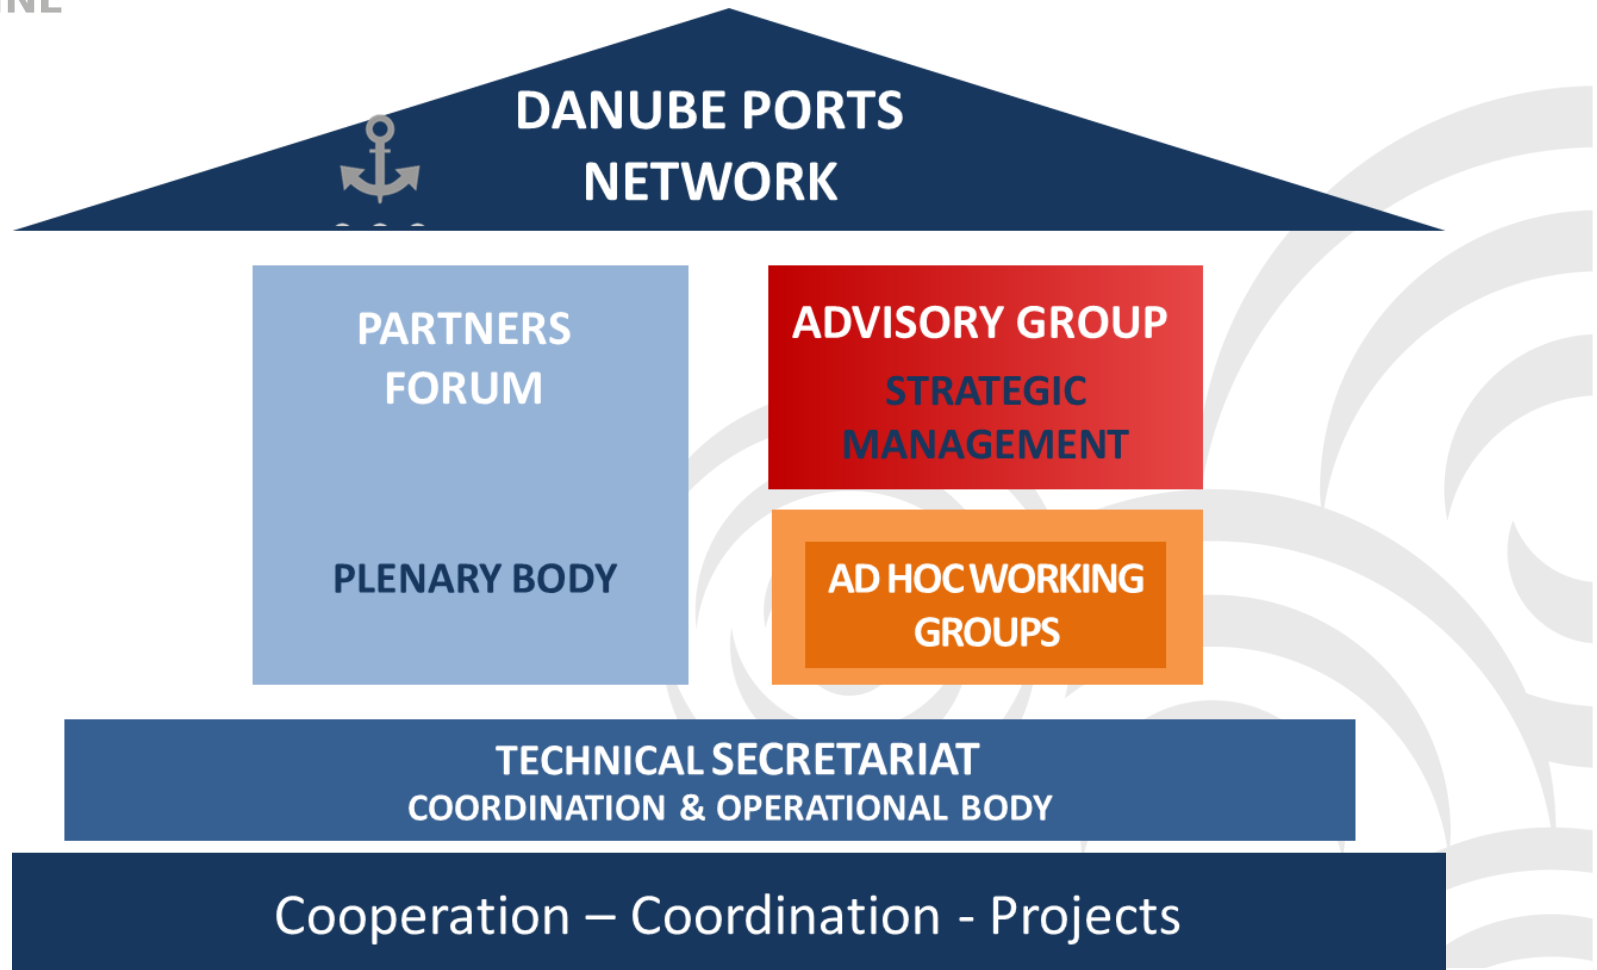 DANUBE PORTS
NETWORK
PARTNERS
FORUM
PLENARY BODY
ADVISORY GROUP
STRATEGIC
MANAGEMENT
AD HOC WORKING
GROUPS
TECHNICAL SECRETARIAT
COORDINATION & OPERATIONAL BODY
Cooperation – Coordination - Projects